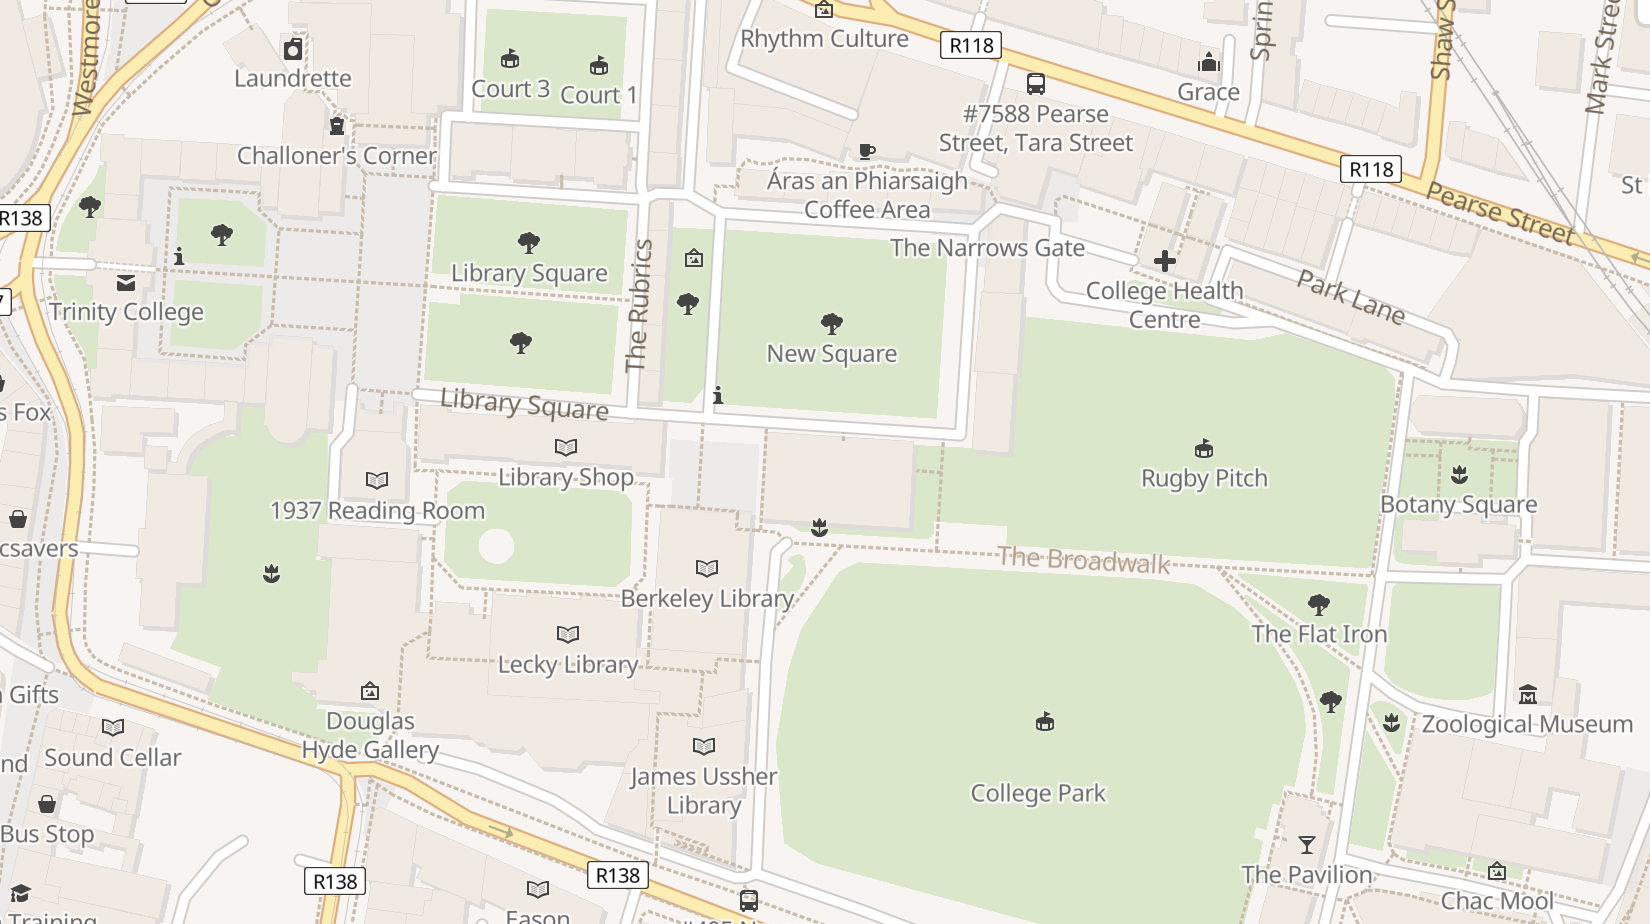 Westmore
Rhythm Culture
R118
Spring
Shaw S
Mark Stree
Laundrette
Court 3
Court 1
Grace
#7588 Pearse
Street, Tara Street
Challoner's Corner
R118
Áras an Phiarsaigh
Coffee Area
St
Pearse Street
R138
The Narrows Gate
Library Square
The Rubrics
College Health
Centre
Park Lane
Trinity College
New Square
s Fox
Library Square
Library Shop
Rugby Pitch
1937 Reading Room
Botany Square
csavers
The Broadwalk
Berkeley Library
The Flat Iron
Lecky Library
Gifts
Douglas
Hyde Gallery
Zoological Museum
Sound Cellar
nd
James Ussher
Library
College Park
Bus Stop
R138
R138
The Pavilion
Chac Mool
Eason
Training